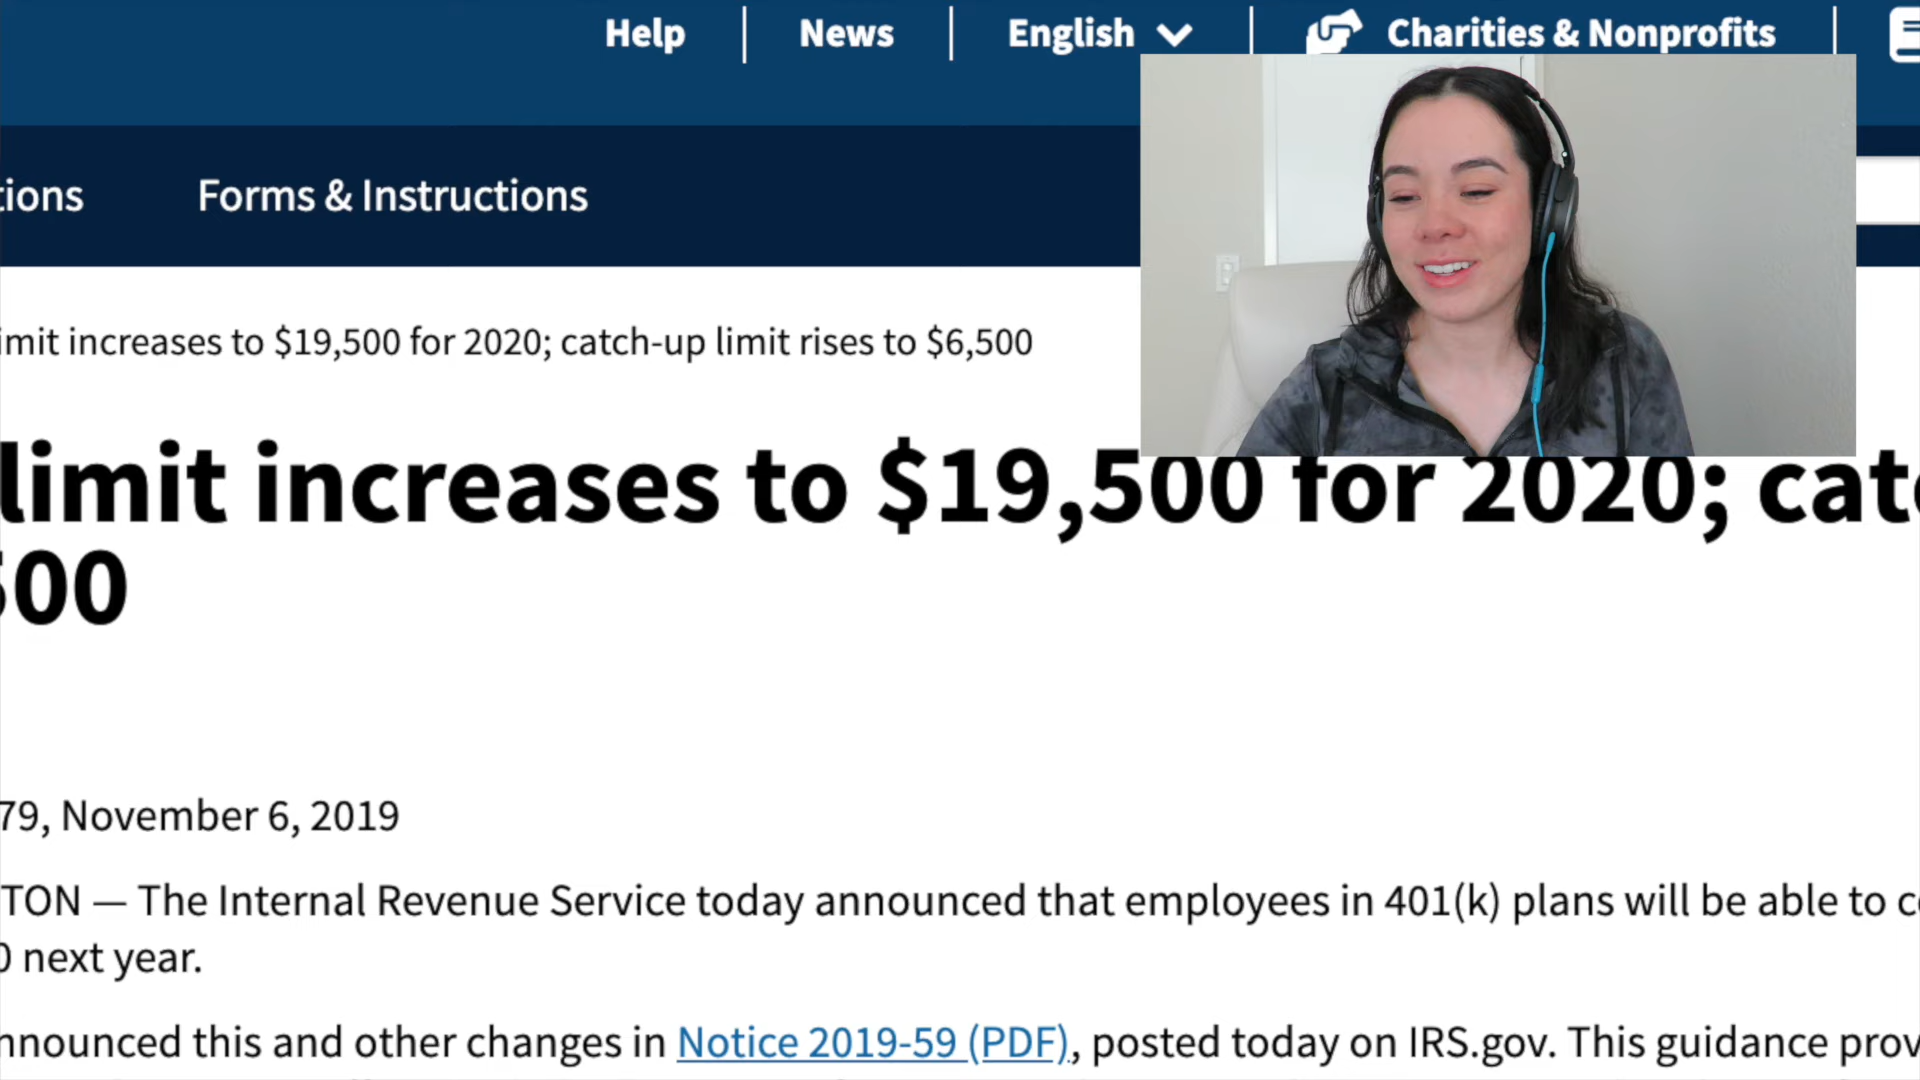 Help
News
English
Charities & Nonprofits
tions
Forms & Instructions
imit increases to $19,500 for 2020; catch-up limit rises to $6,500
limit increases to $19,500 for 2020; cat
500
79, November 6, 2019
TON — The Internal Revenue Service today announced that employees in 401(k) plans will be able to c
0 next year.
nnounced this and other changes in Notice 2019-59 (PDF), posted today on IRS.gov. This guidance prov